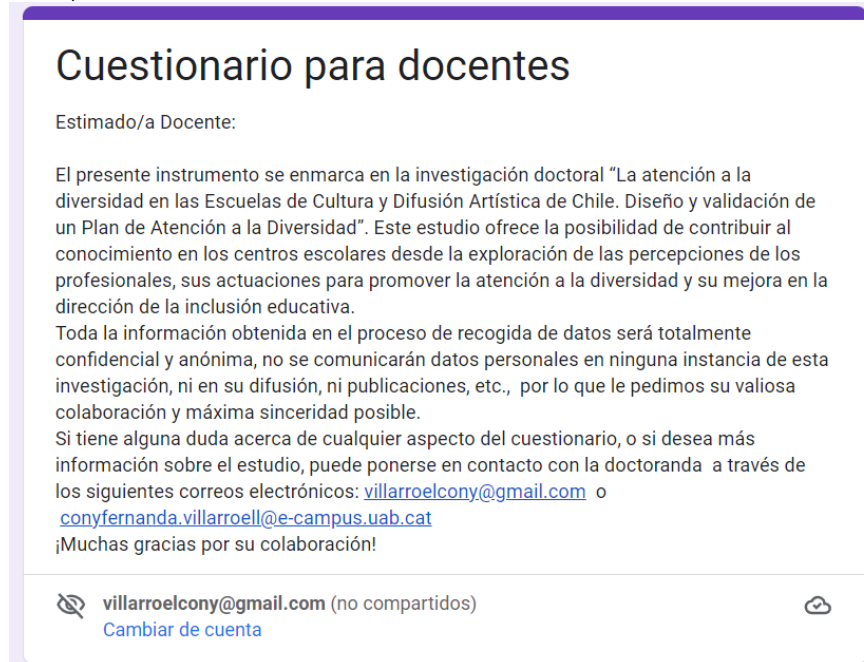 Cuestionario para docentes
Estimado/a Docente:
El presente instrumento se enmarca en la investigación doctoral “La atención a la
diversidad en las Escuelas de Cultura y Difusión Artística de Chile. Diseño y validación de
un Plan de Atención a la Diversidad”. Este estudio ofrece la posibilidad de contribuir al
conocimiento en los centros escolares desde la exploración de las percepciones de los
profesionales, sus actuaciones para promover la atención a la diversidad y su mejora en la
dirección de la inclusión educativa.
Toda la información obtenida en el proceso de recogida de datos será totalmente
confidencial y anónima, no se comunicarán datos personales en ninguna instancia de esta
investigación, ni en su difusión, ni publicaciones, etc., por lo que le pedimos su valiosa
colaboración y máxima sinceridad posible.
Si tiene alguna duda acerca de cualquier aspecto del cuestionario, o si desea más
información sobre el estudio, puede ponerse en contacto con la doctoranda a través de
los siguientes correos electrónicos: villarroelcony@gmail.com o
conyfernanda.villarroell@e-campus.uab.cat
¡Muchas gracias por su colaboración!
villarroelcony@gmail.com (no compartidos)
Cambiar de cuenta